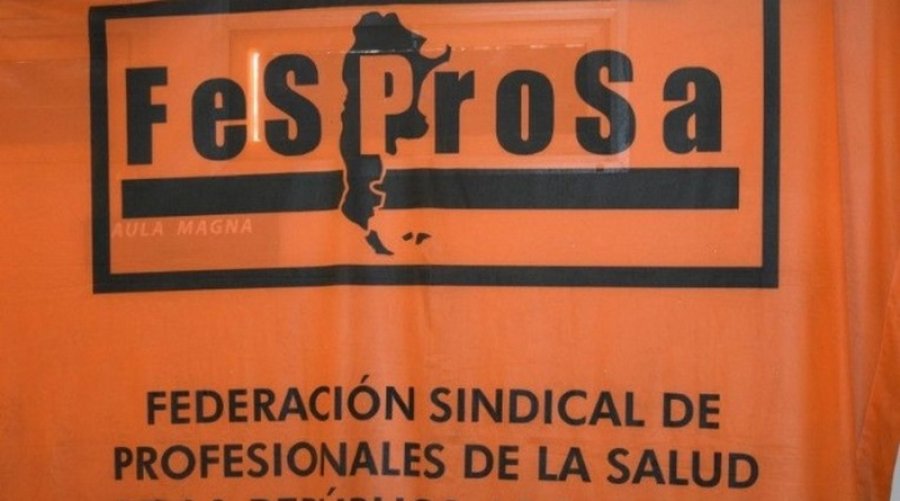 FeSProSa
AULA MAGNA
FEDERACIÓN SINDICAL DE
PROFESIONALES DE LA SALUD